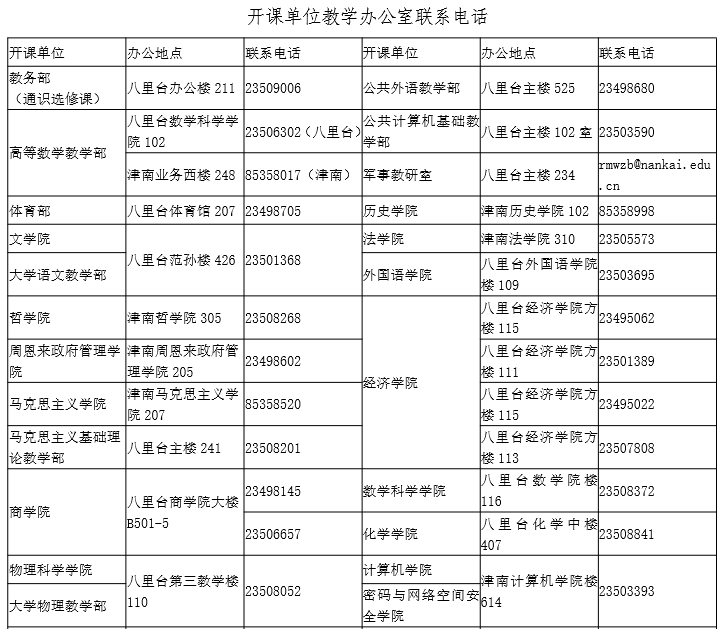 开课单位教学办公室联系电话
开课单位 办公地点 联系电话 开课单位 办公地点 联系电话
教务部
（通识选修课） 八里台办公楼 211 23509006 公共外语教学部 八里台主楼 525 23498680
高等数学教学部 八里台数学科学学
院 102 23506302（八里台） 公共计算机基础教
学部 八里台主楼 102 室 23503590
津南业务西楼 248 85358017（津南） 军事教研室 八里台主楼 234 rmwzb@nankai.edu
.cn
体育部 八里台体育馆 207 23498705 历史学院 津南历史学院 102 85358998
文学院 八里台范孙楼 426 23501368 法学院 津南法学院 310 23505573
大学语文教学部 外国语学院 八里台外国语学院
楼 109 23503695
哲学院 津南哲学院 305 23508268 经济学院 八里台经济学院方
楼 115 23495062
周恩来政府管理学
院 津南周恩来政府管
理学院 205 23498602 八里台经济学院方
楼 111 23501389
马克思主义学院 津南马克思主义学
院 207 85358520 八里台经济学院方
楼 115 23495022
马克思主义基础理
论教学部 八里台主楼 241 23508201 八里台经济学院方
楼 113 23507808
商学院 八里台商学院大楼
B501-5 23498145 数学科学学院 八里台数学院楼
116 23508372
23506657 化学学院 八里台化学中楼
407 23508841
物理科学学院 八里台第三教学楼
110 23508052 计算机学院 津南计算机学院楼
614 23503393
大学物理教学部 密码与网络空间安
全学院